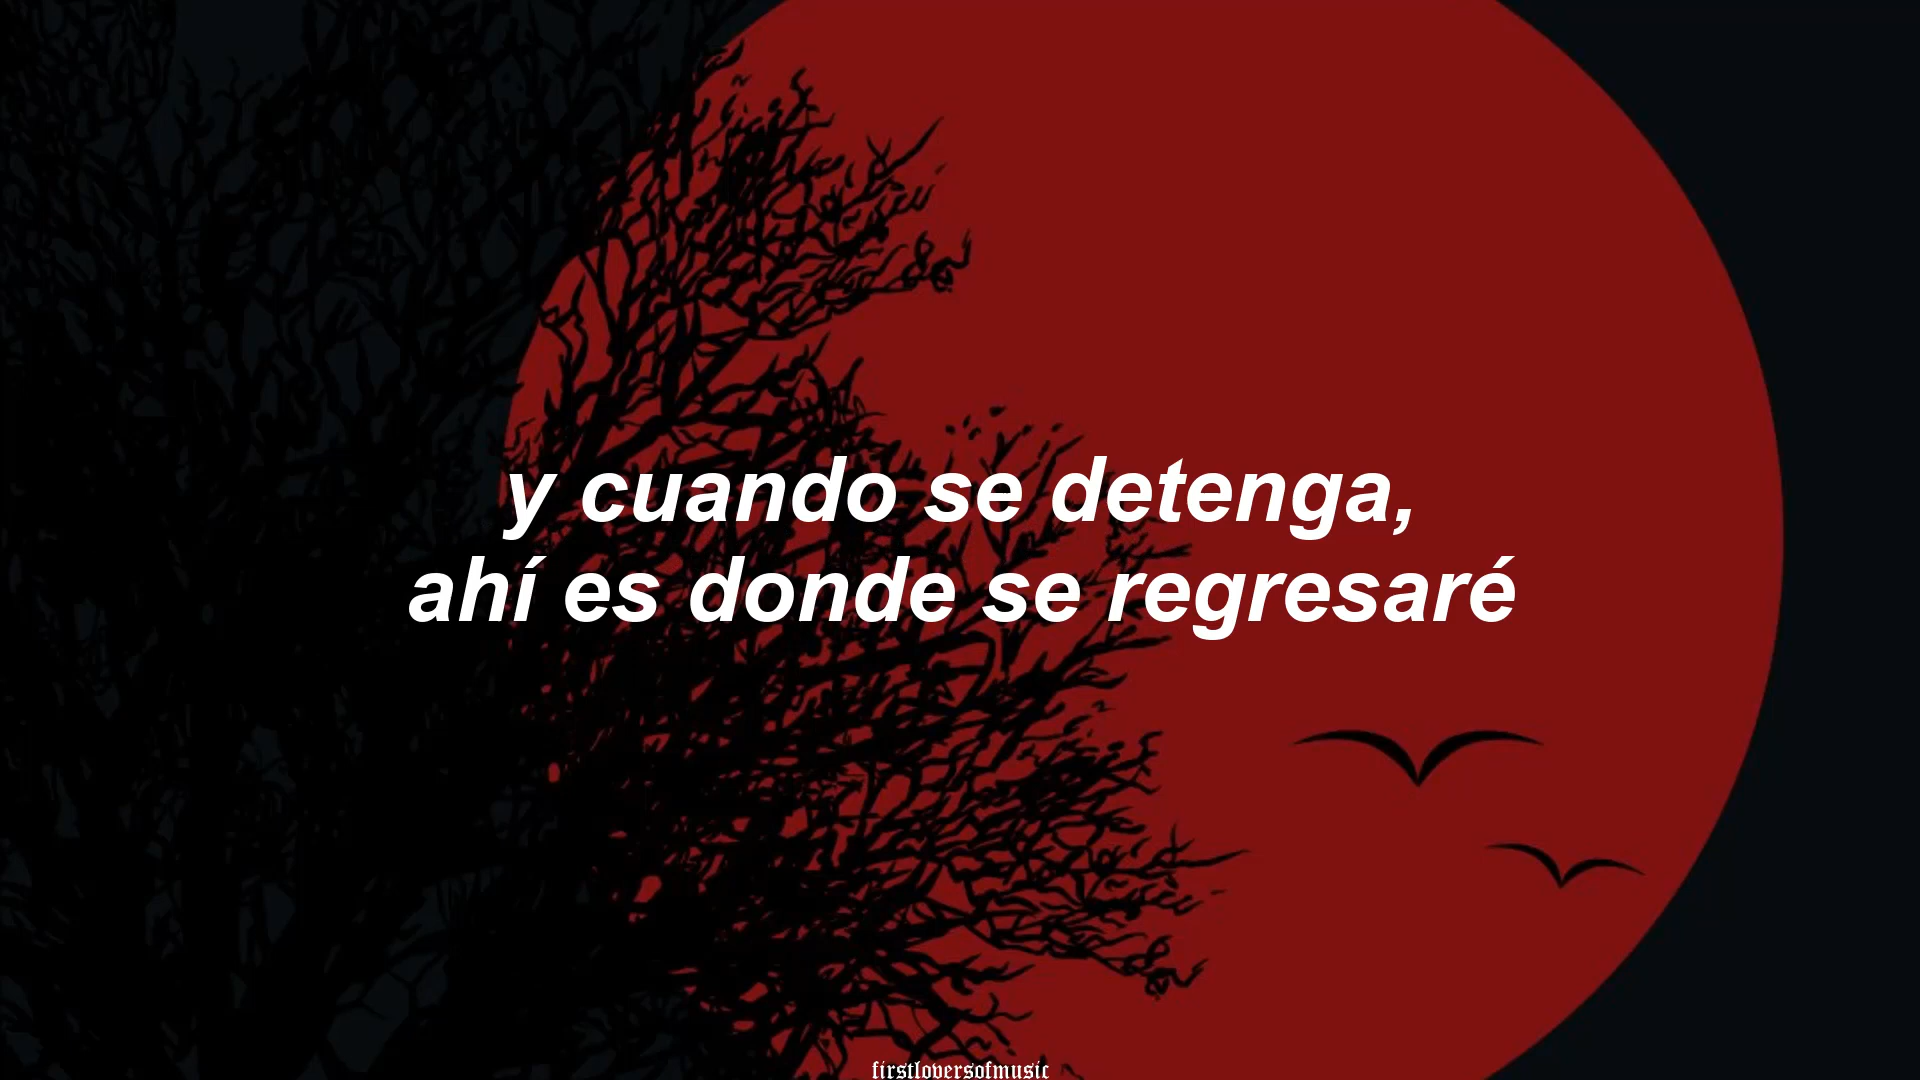 y cuando se detenga,
ahí es donde se regresaré
firstloversofmusic